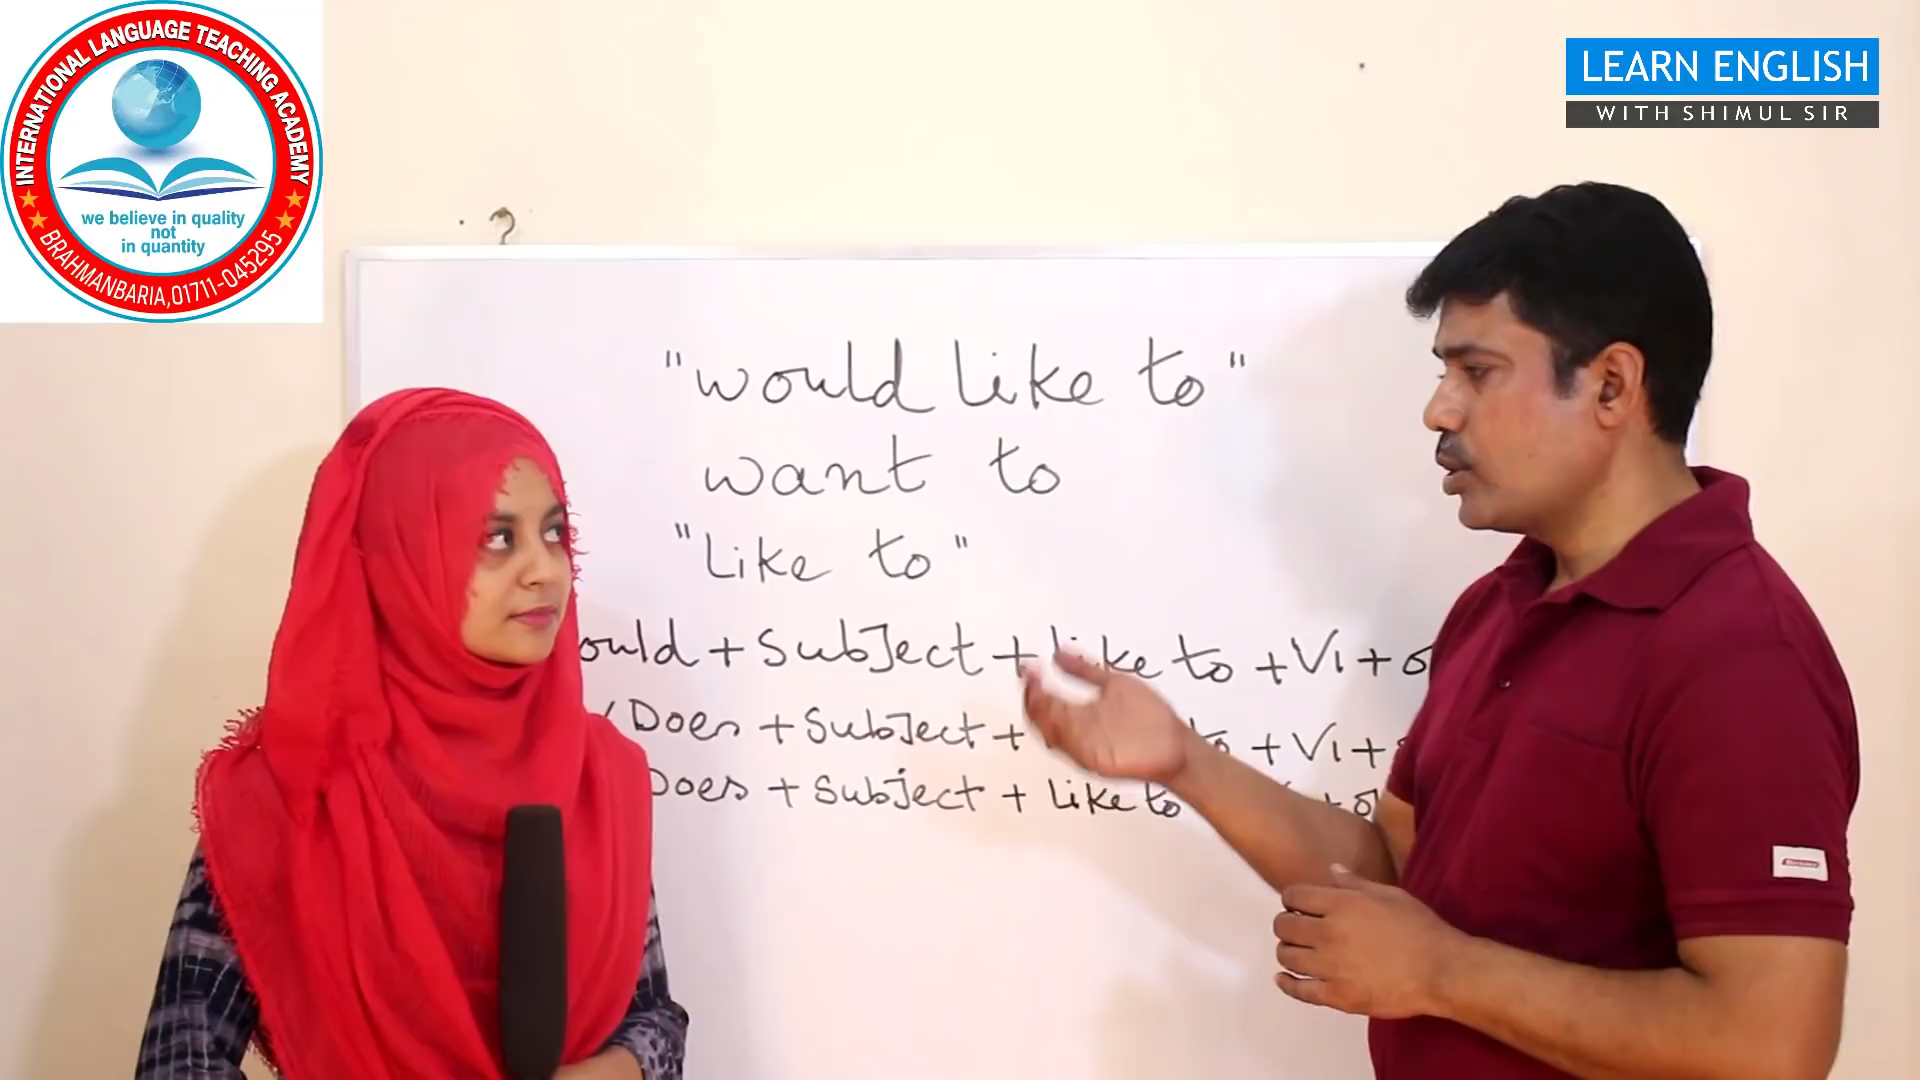 INTERNATIONAL LANGUAGE TEACHING ACADEMY
we believe in quality
not
in quantity
BRAHMANBARIA,01711-045295
LEARN ENGLISH
WITH SHIMUL SIR
"would like to"
want to
"Like to"
ould + Subject + like to + V1 + o
/ Does + Subject + to + V1 +
Does + Subject + Like to + o